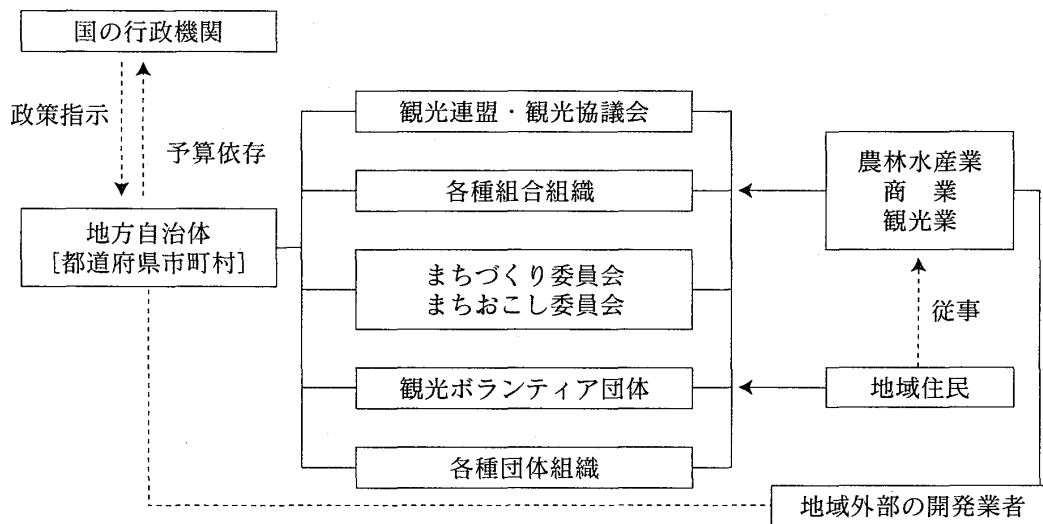 国の行政機関
政策指示
予算依存
地方自治体
[都道府県市町村]
観光連盟・観光協議会
各種組合組織
まちづくり委員会
まちおこし委員会
観光ボランティア団体
各種団体組織
農林水産業
商　業
観光業
従事
地域住民
地域外部の開発業者